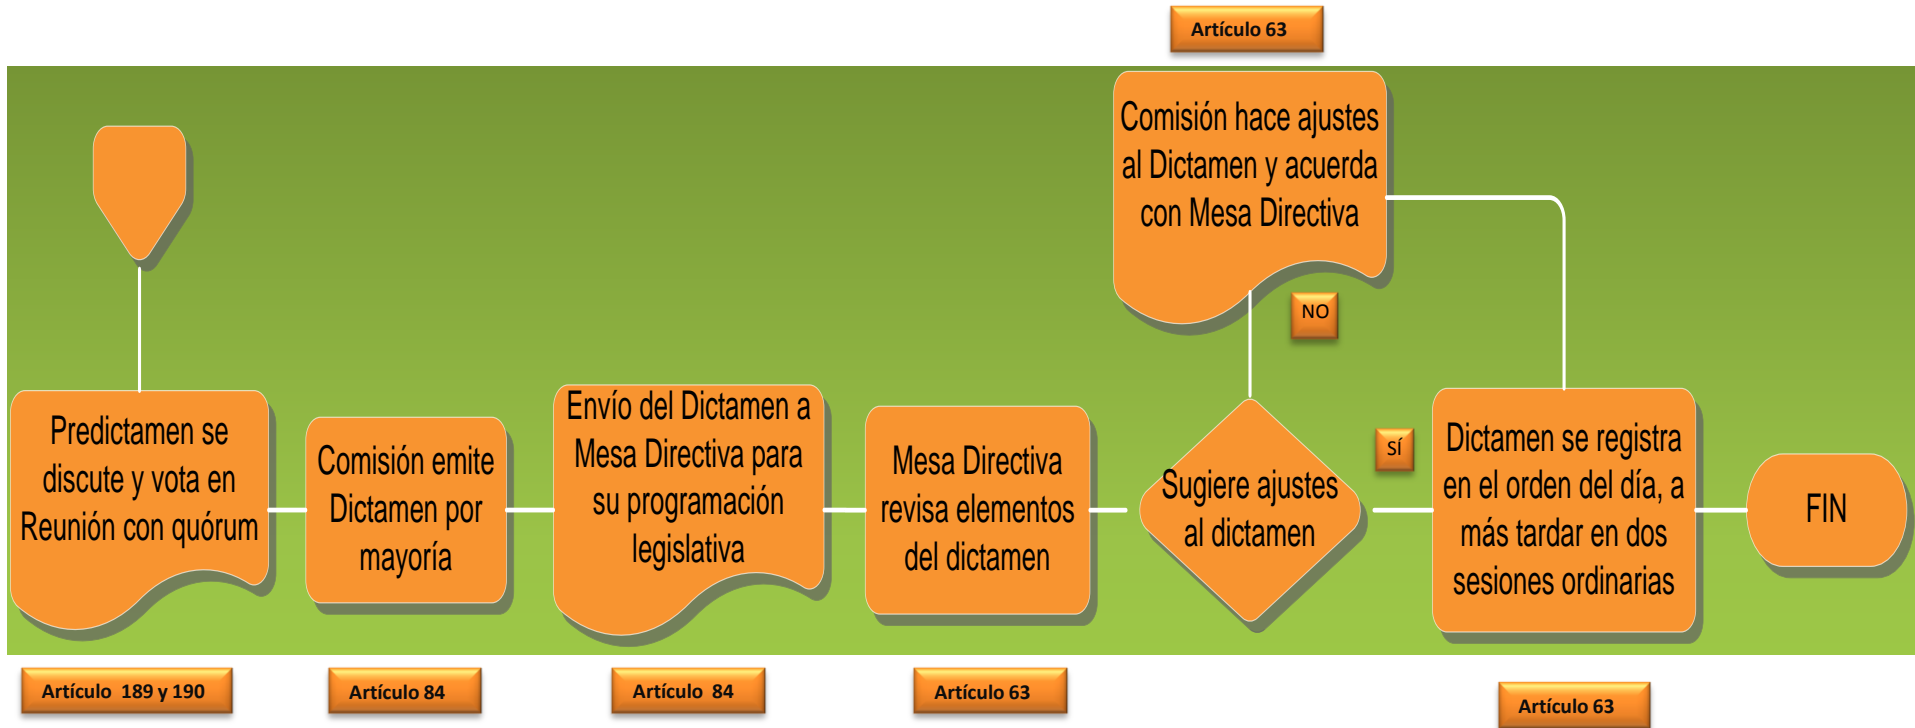 Artículo 63
Comisión hace ajustes
al Dictamen y acuerda
con Mesa Directiva
NO
Predictamen se
discute y vota en
Reunión con quórum
Comisión emite
Dictamen por
mayoría
Envío del Dictamen a
Mesa Directiva para
su programación
legislativa
Mesa Directiva
revisa elementos
del dictamen
Sugiere ajustes
al dictamen
SÍ
Dictamen se registra
en el orden del día, a
más tardar en dos
sesiones ordinarias
FIN
Artículo 189 y 190
Artículo 84
Artículo 84
Artículo 63
Artículo 63